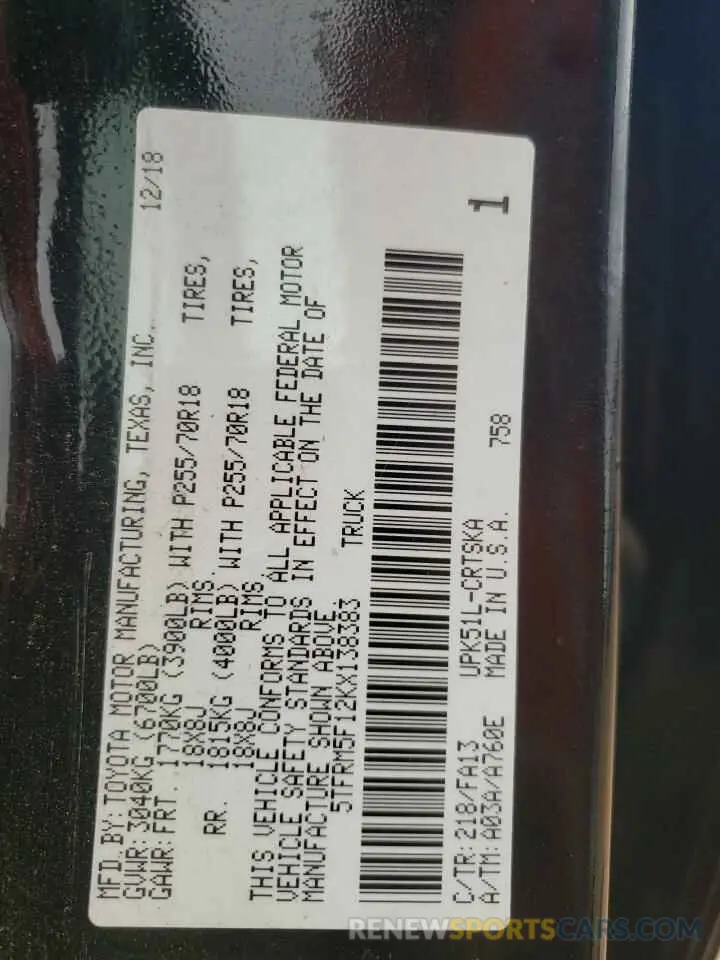 MFD. BY: TOYOTA MOTOR MANUFACTURING, TEXAS, INC. 12/18
GVWR: 3040KG (6700LB)
GAWR: FRT. 1770KG (3900LB) WITH P255/70R18 TIRES,
18X8J RIMS.
RR. 1815KG (4000LB) WITH P255/70R18 TIRES,
18X8J RIMS.
THIS VEHICLE CONFORMS TO ALL APPLICABLE FEDERAL MOTOR
VEHICLE SAFETY STANDARDS IN EFFECT ON THE DATE OF
MANUFACTURE SHOWN ABOVE.
5TFRM5F12KX138383 TRUCK
C/TR: 218/FA13 UPK51L-CRTSKA 1
A/TM: A03A/A760E MADE IN U.S.A. 758
RENEWSPORTSCARS.COM